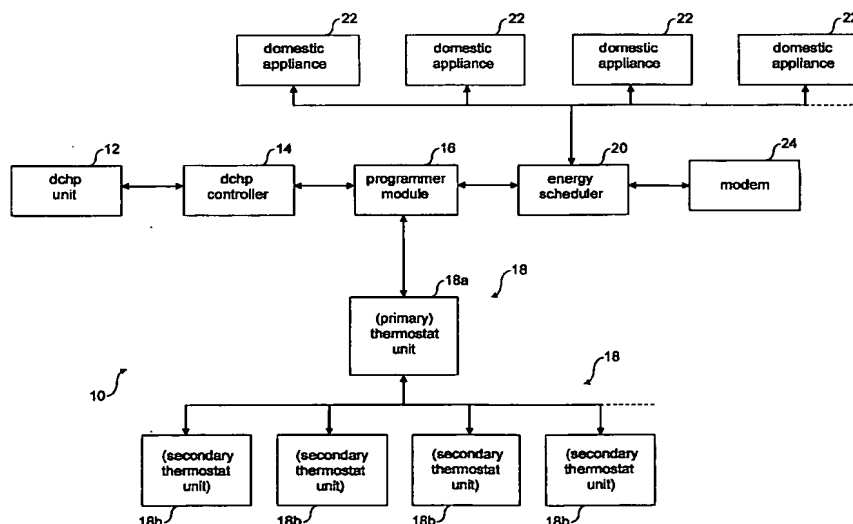 22 22 22 22
domestic appliance
domestic appliance
domestic appliance
domestic appliance
12 14 16 20 24
dchp unit
dchp controller
programmer module
energy scheduler
modem
18a
18
(primary) thermostat unit
10
18
(secondary thermostat unit)
(secondary thermostat unit)
(secondary thermostat unit)
(secondary thermostat unit)
18b 18b 18b 18b